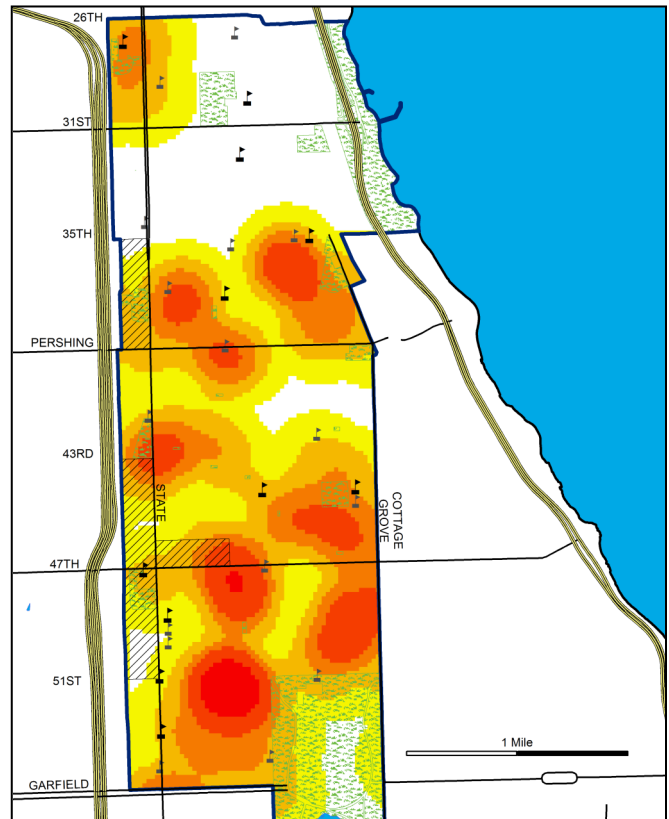 26TH
31ST
35TH
PERSHING
43RD
STATE
COTTAGE
GROVE
47TH
51ST
1 Mile
GARFIELD